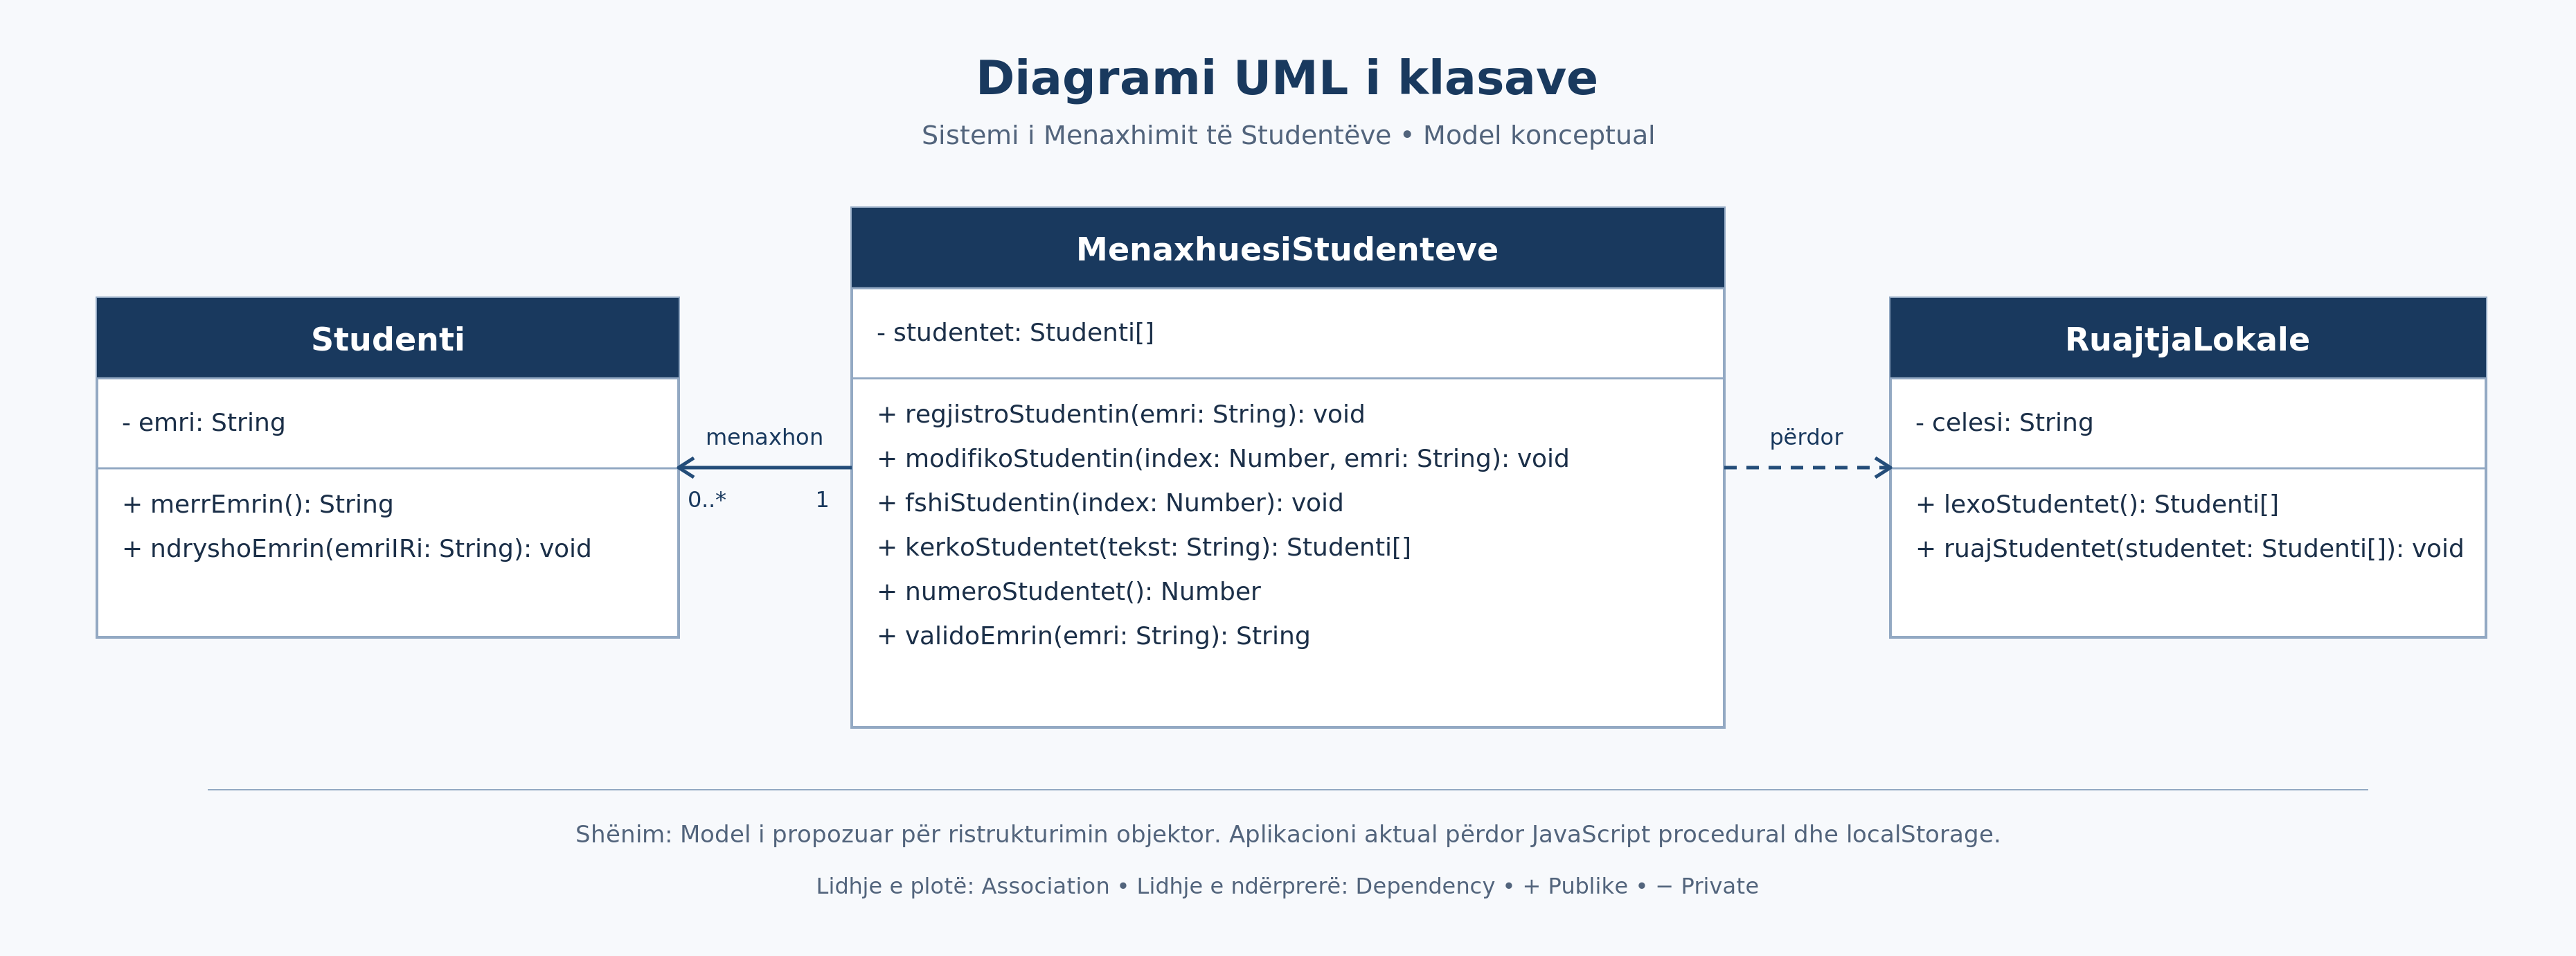 Diagrami UML i klasave
Sistemi i Menaxhimit të Studentëve • Model konceptual
Studenti
- emri: String
+ merrEmrin(): String
+ ndryshoEmrin(emriIRi: String): void
menaxhon
0..* 1
MenaxhuesiStudenteve
- studentet: Studenti[]
+ regjistroStudentin(emri: String): void
+ modifikoStudentin(index: Number, emri: String): void
+ fshiStudentin(index: Number): void
+ kerkoStudentet(tekst: String): Studenti[]
+ numeroStudentet(): Number
+ validoEmrin(emri: String): String
përdor
RuajtjaLokale
- celesi: String
+ lexoStudentet(): Studenti[]
+ ruajStudentet(studentet: Studenti[]): void
Shënim: Model i propozuar për ristrukturimin objektor. Aplikacioni aktual përdor JavaScript procedural dhe localStorage.
Lidhje e plotë: Association • Lidhje e ndërprerë: Dependency • + Publike • − Private